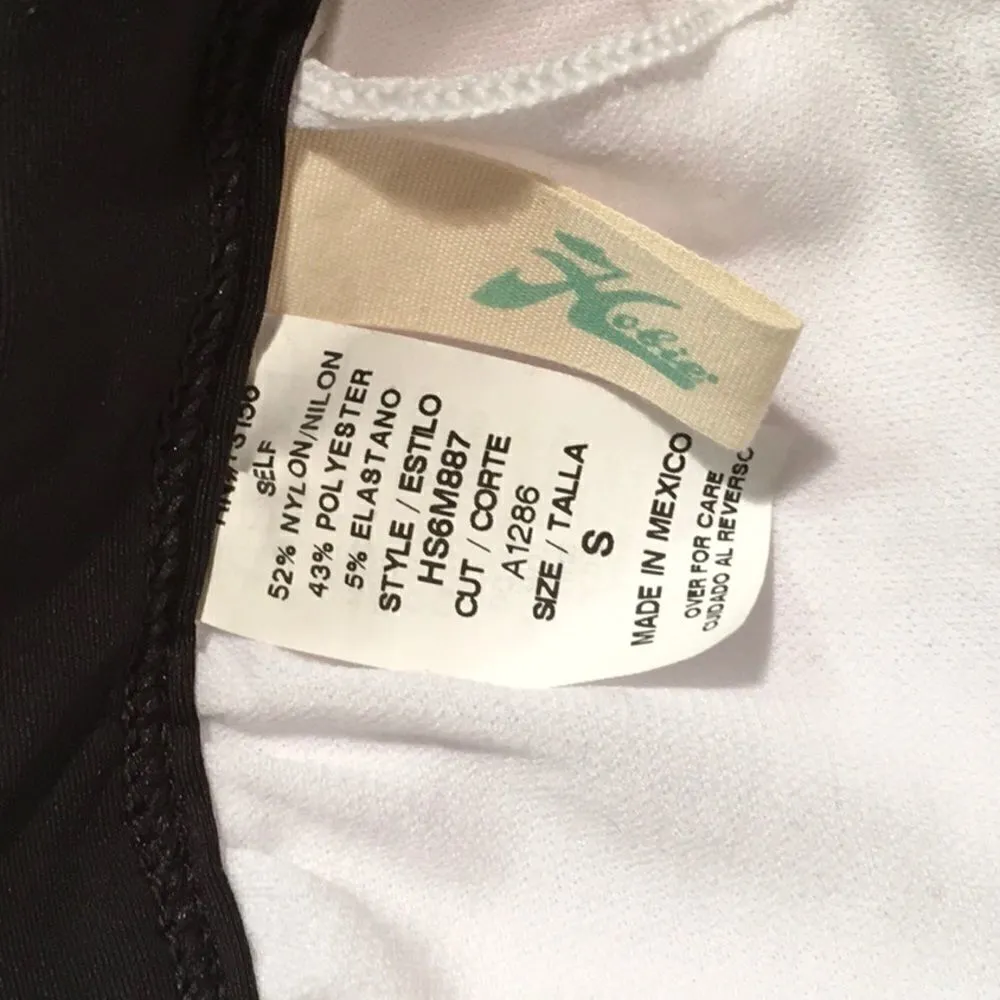 Hobie
SELF
52% NYLON/NILON
43% POLYESTER
5% ELASTANO
STYLE / ESTILO
HS6M887
CUT / CORTE
A1286
SIZE / TALLA
S
MADE IN MEXICO
OVER FOR CARE
CUIDADO AL REVERSO